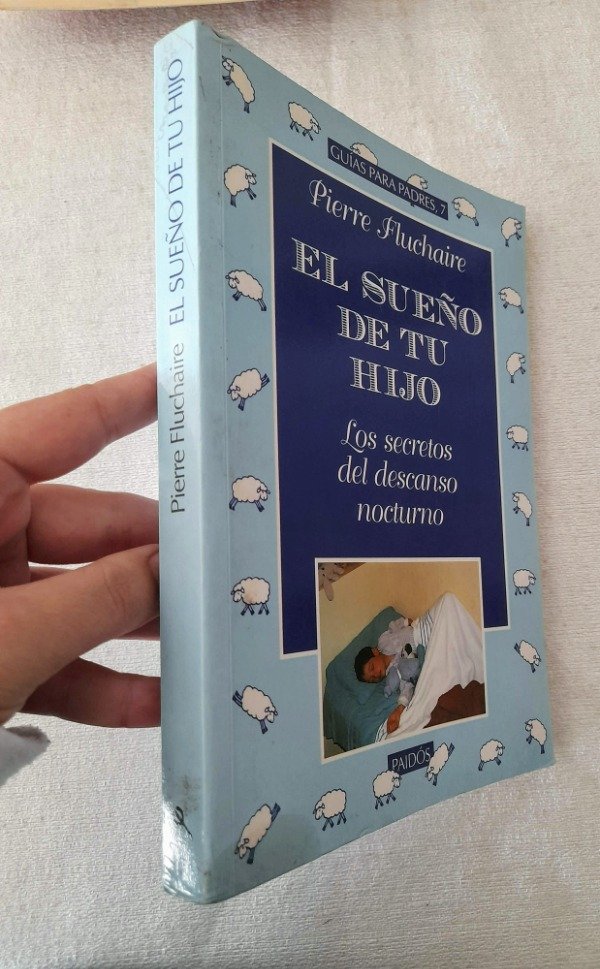 Pierre Fluchaire EL SUEÑO DE TU HIJO
GUÍAS PARA PADRES, 7
Pierre Fluchaire
EL SUEÑO
DE TU
HIJO
Los secretos
del descanso
nocturno
PAIDÓS